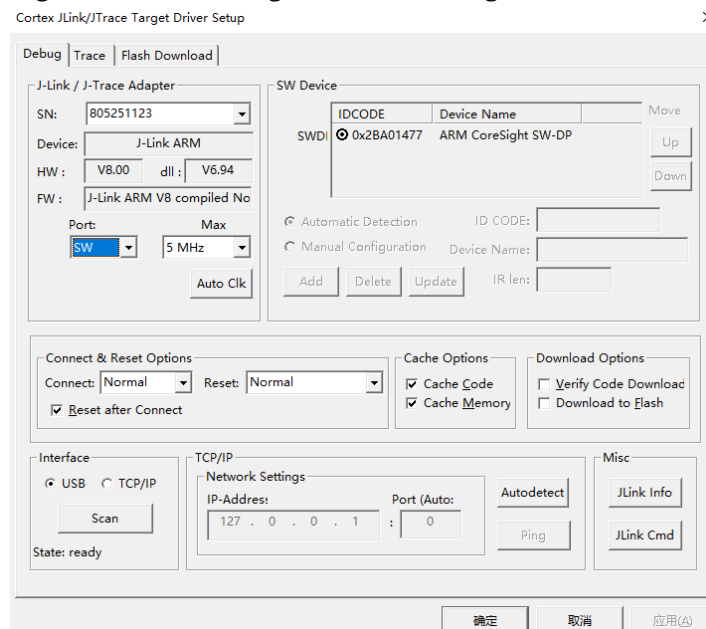 Cortex JLink/JTrace Target Driver Setup
Debug Trace Flash Download
J-Link / J-Trace Adapter
SN: 805251123
Device: J-Link ARM
HW : V8.00 dll : V6.94
FW : J-Link ARM V8 compiled No
Port: Max
SW 5 MHz
Auto Clk
SW Device
IDCODE Device Name Move
SWDI 0x2BA01477 ARM CoreSight SW-DP Up
Down
Automatic Detection ID CODE:
Manual Configuration Device Name:
Add Delete Update IR len:
Connect & Reset Options
Connect: Normal Reset: Normal
Reset after Connect
Cache Options
Cache Code
Cache Memory
Download Options
Verify Code Download
Download to Flash
Interface
USB TCP/IP
Scan
State: ready
TCP/IP
Network Settings
IP-Addres: Port (Auto:
127 . 0 . 0 . 1 : 0
Autodetect
Ping
Misc
JLink Info
JLink Cmd
确定 取消 应用(A)